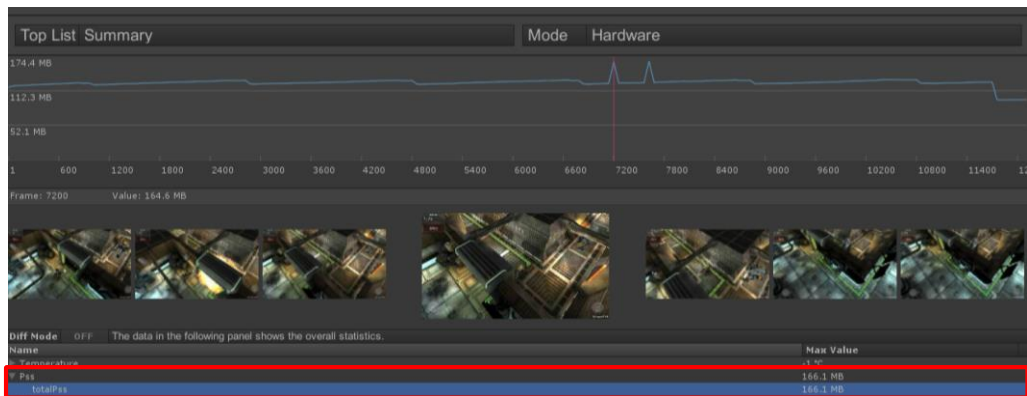 Top List Summary Mode Hardware
174.4 MB
112.3 MB
52.1 MB
1 600 1200 1800 2400 3000 3600 4200 4800 5400 6000 6600 7200 7800 8400 9000 9600 10200 10800 11400
Frame: 7200 Value: 164.6 MB
Diff Mode OFF The data in the following panel shows the overall statistics.
Name Max Value
Temperature -1 ℃
Pss 166.1 MB
totalPss 166.1 MB